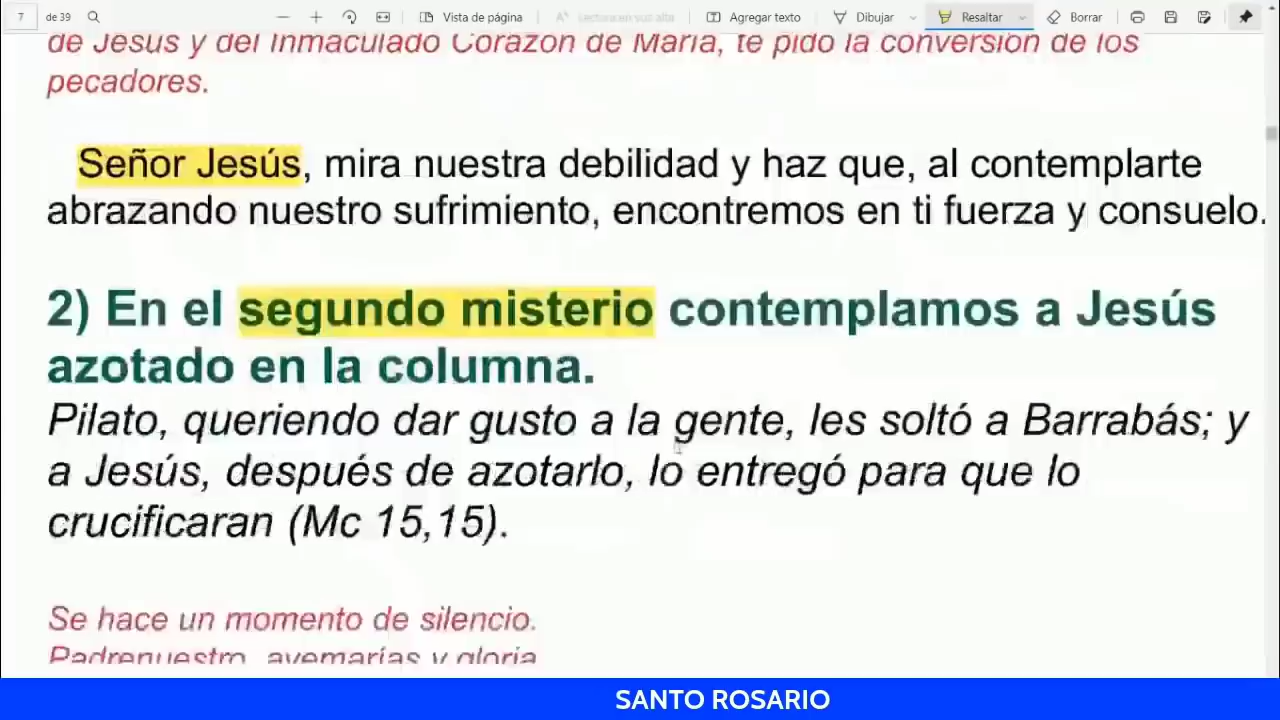 7 de 39 Vista de página Lectura en voz alta Agregar texto Dibujar Resaltar Borrar
de Jesús y del Inmaculado Corazón de María, te pido la conversión de los
pecadores.
Señor Jesús, mira nuestra debilidad y haz que, al contemplarte
abrazando nuestro sufrimiento, encontremos en ti fuerza y consuelo.
2) En el segundo misterio contemplamos a Jesús
azotado en la columna.
Pilato, queriendo dar gusto a la gente, les soltó a Barrabás; y
a Jesús, después de azotarlo, lo entregó para que lo
crucificaran (Mc 15,15).
Se hace un momento de silencio.
Padrenuestro, avemarías y gloria
SANTO ROSARIO